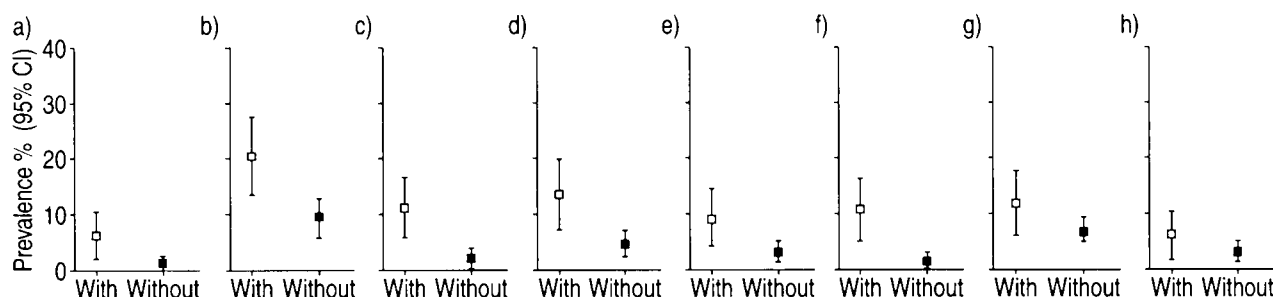 a) b) c) d) e) f) g) h)
Prevalence % (95% CI)
40
30
20
10
0
With Without With Without With Without With Without With Without With Without With Without With Without